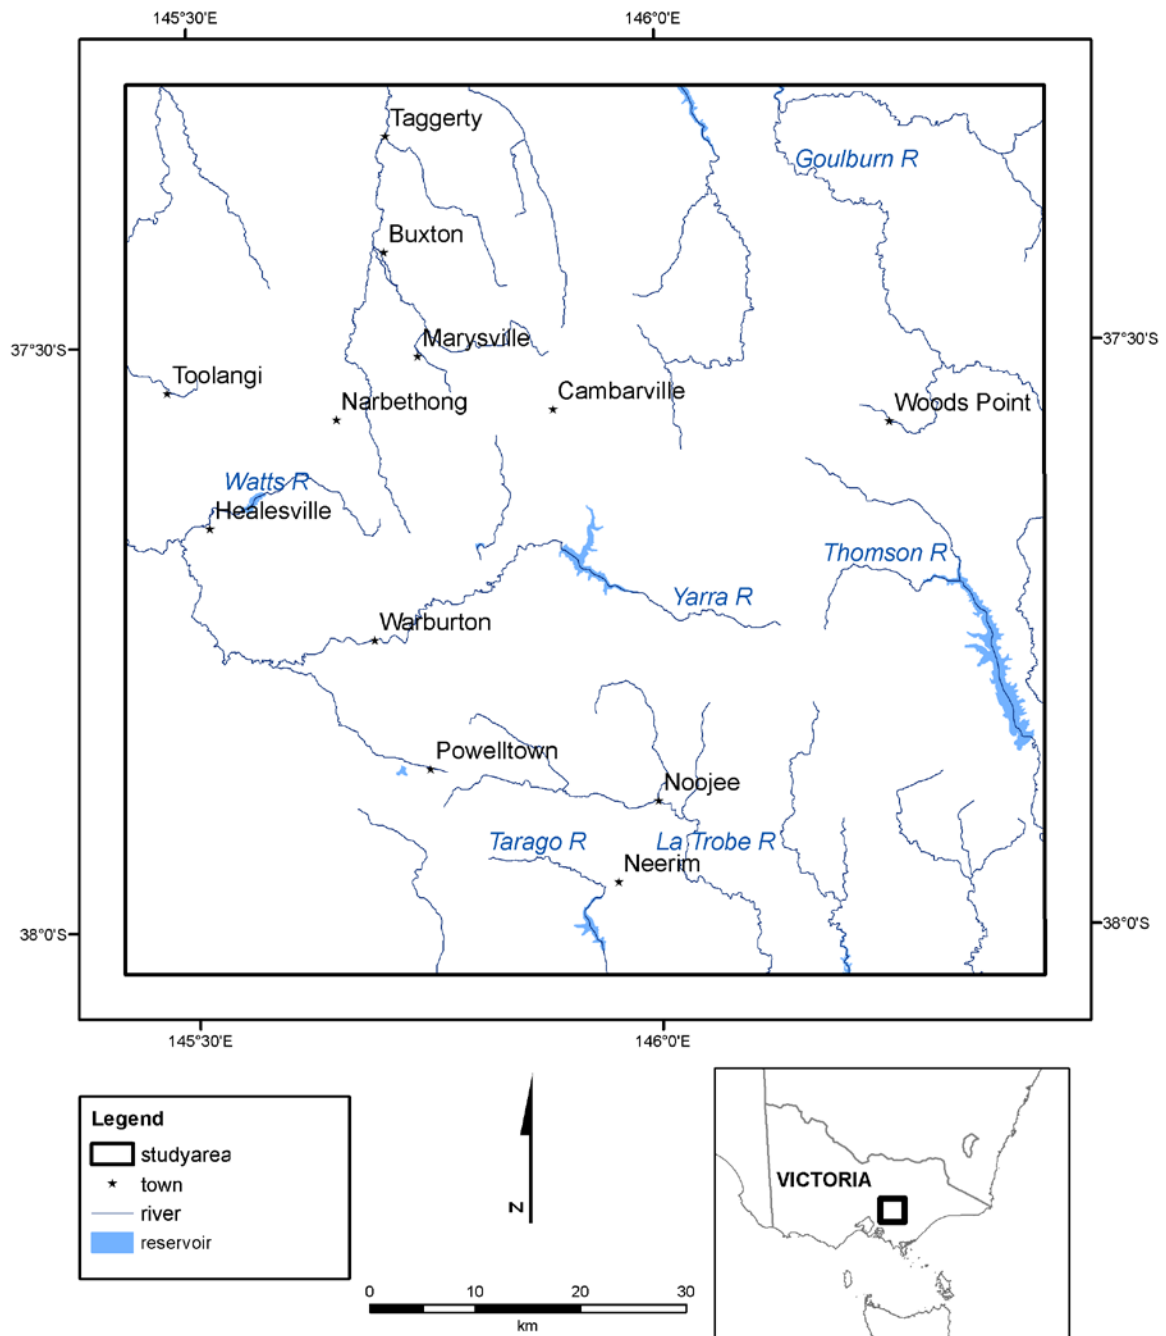 145°30'E 146°0'E
Taggerty
Goulburn R
Buxton
Marysville
37°30'S 37°30'S
Toolangi
Narbethong
Cambarville
Woods Point
Watts R
Healesville
Thomson R
Yarra R
Warburton
Powelltown
Noojee
Tarago R
La Trobe R
Neerim
38°0'S 38°0'S
145°30'E 146°0'E
Legend
studyarea
town
river
reservoir
N
0 10 20 30
km
VICTORIA